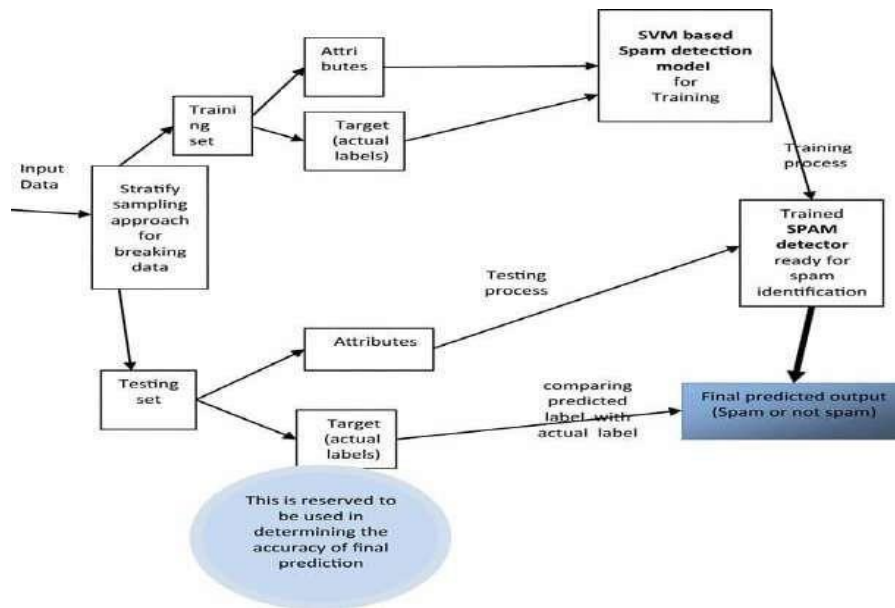 Input
Data
Stratify
sampling
approach
for
breaking
data
Traini
ng
set
Attri
butes
Target
(actual
labels)
SVM based
Spam detection
model
for
Training
Training
process
Trained
SPAM
detector
ready for
spam
identification
Testing
process
Testing
set
Attributes
Target
(actual
labels)
comparing
predicted
label with
actual label
Final predicted output
(Spam or not spam)
This is reserved to
be used in
determining the
accuracy of final
prediction